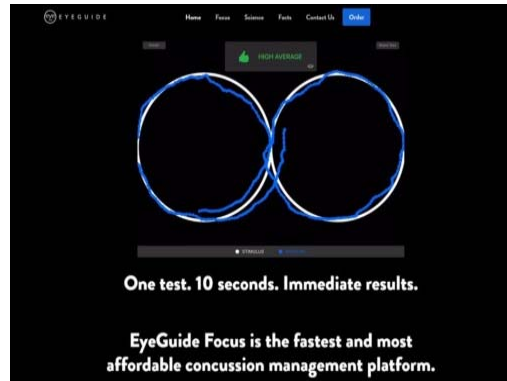 EYEGUIDE
Home Focus Science Facts Contact Us Order
HIGH AVERAGE
STIMULUS
One test. 10 seconds. Immediate results.
EyeGuide Focus is the fastest and most
affordable concussion management platform.